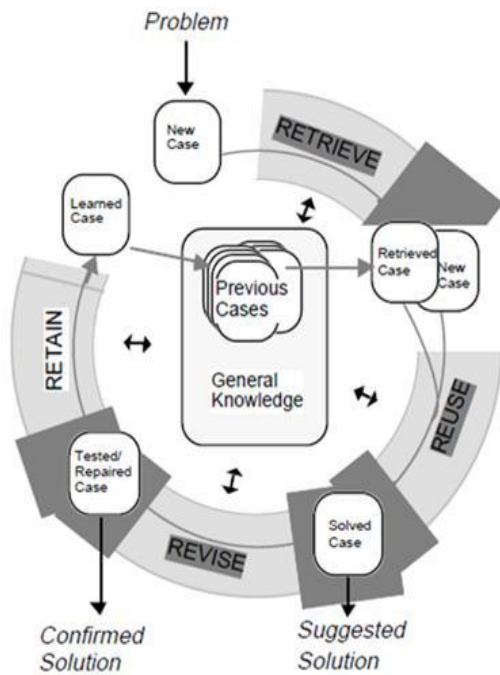 Problem
New
Case
RETRIEVE
Learned
Case
Retrieved
Case
New
Case
Previous
Cases
General
Knowledge
RETAIN
REUSE
Tested/
Repaired
Case
Solved
Case
REVISE
Confirmed
Solution
Suggested
Solution